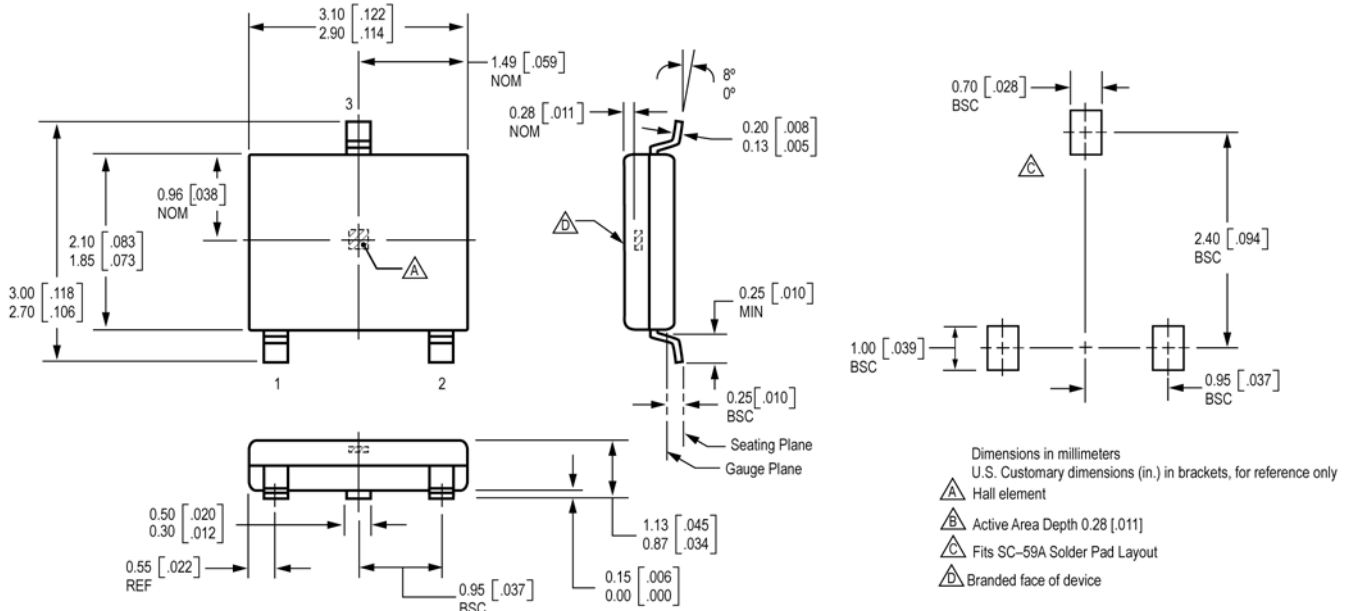 3.10 [.122]
2.90 [.114]
1.49 [.059]
NOM
3
0.96 [.038]
NOM
2.10 [.083]
1.85 [.073]
3.00 [.118]
2.70 [.106]
A
1
2
8º
0º
0.28 [.011]
NOM
0.20 [.008]
0.13 [.005]
D
0.25 [.010]
MIN
0.25 [.010]
BSC
Seating Plane
Gauge Plane
0.50 [.020]
0.30 [.012]
0.55 [.022]
REF
0.95 [.037]
BSC
1.13 [.045]
0.87 [.034]
0.15 [.006]
0.00 [.000]
0.70 [.028]
BSC
C
2.40 [.094]
BSC
1.00 [.039]
BSC
0.95 [.037]
BSC
Dimensions in millimeters
U.S. Customary dimensions (in.) in brackets, for reference only
A Hall element
B Active Area Depth 0.28 [.011]
C Fits SC–59A Solder Pad Layout
D Branded face of device